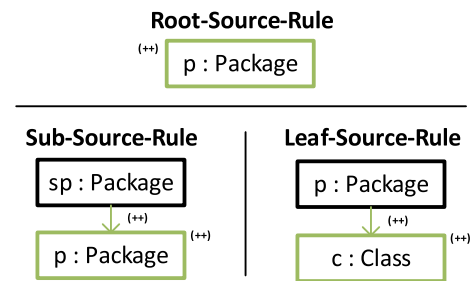 Root-Source-Rule
(++)
p : Package
Sub-Source-Rule
sp : Package
(++)
p : Package
(++)
Leaf-Source-Rule
p : Package
(++)
c : Class
(++)